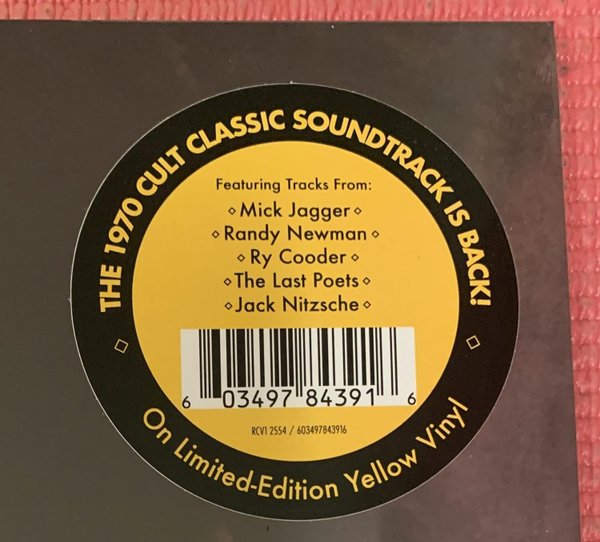 THE 1970 CULT CLASSIC SOUNDTRACK IS BACK!
Featuring Tracks From:
⋄Mick Jagger⋄
⋄Randy Newman⋄
⋄Ry Cooder⋄
⋄The Last Poets⋄
⋄Jack Nitzsche⋄
6 03497 84391 6
RCV1 2554 / 603497843916
On Limited-Edition Yellow Vinyl